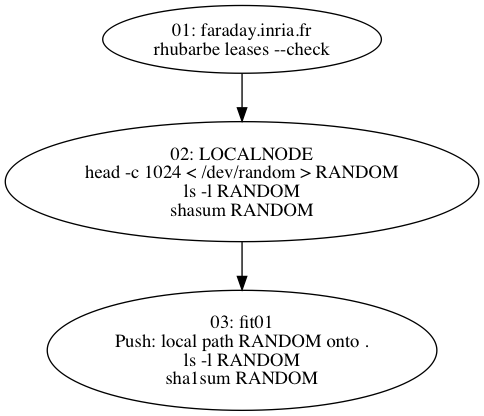 01: faraday.inria.fr
rhubarbe leases --check
02: LOCALNODE
head -c 1024 < /dev/random > RANDOM
ls -l RANDOM
shasum RANDOM
03: fit01
Push: local path RANDOM onto .
ls -l RANDOM
sha1sum RANDOM